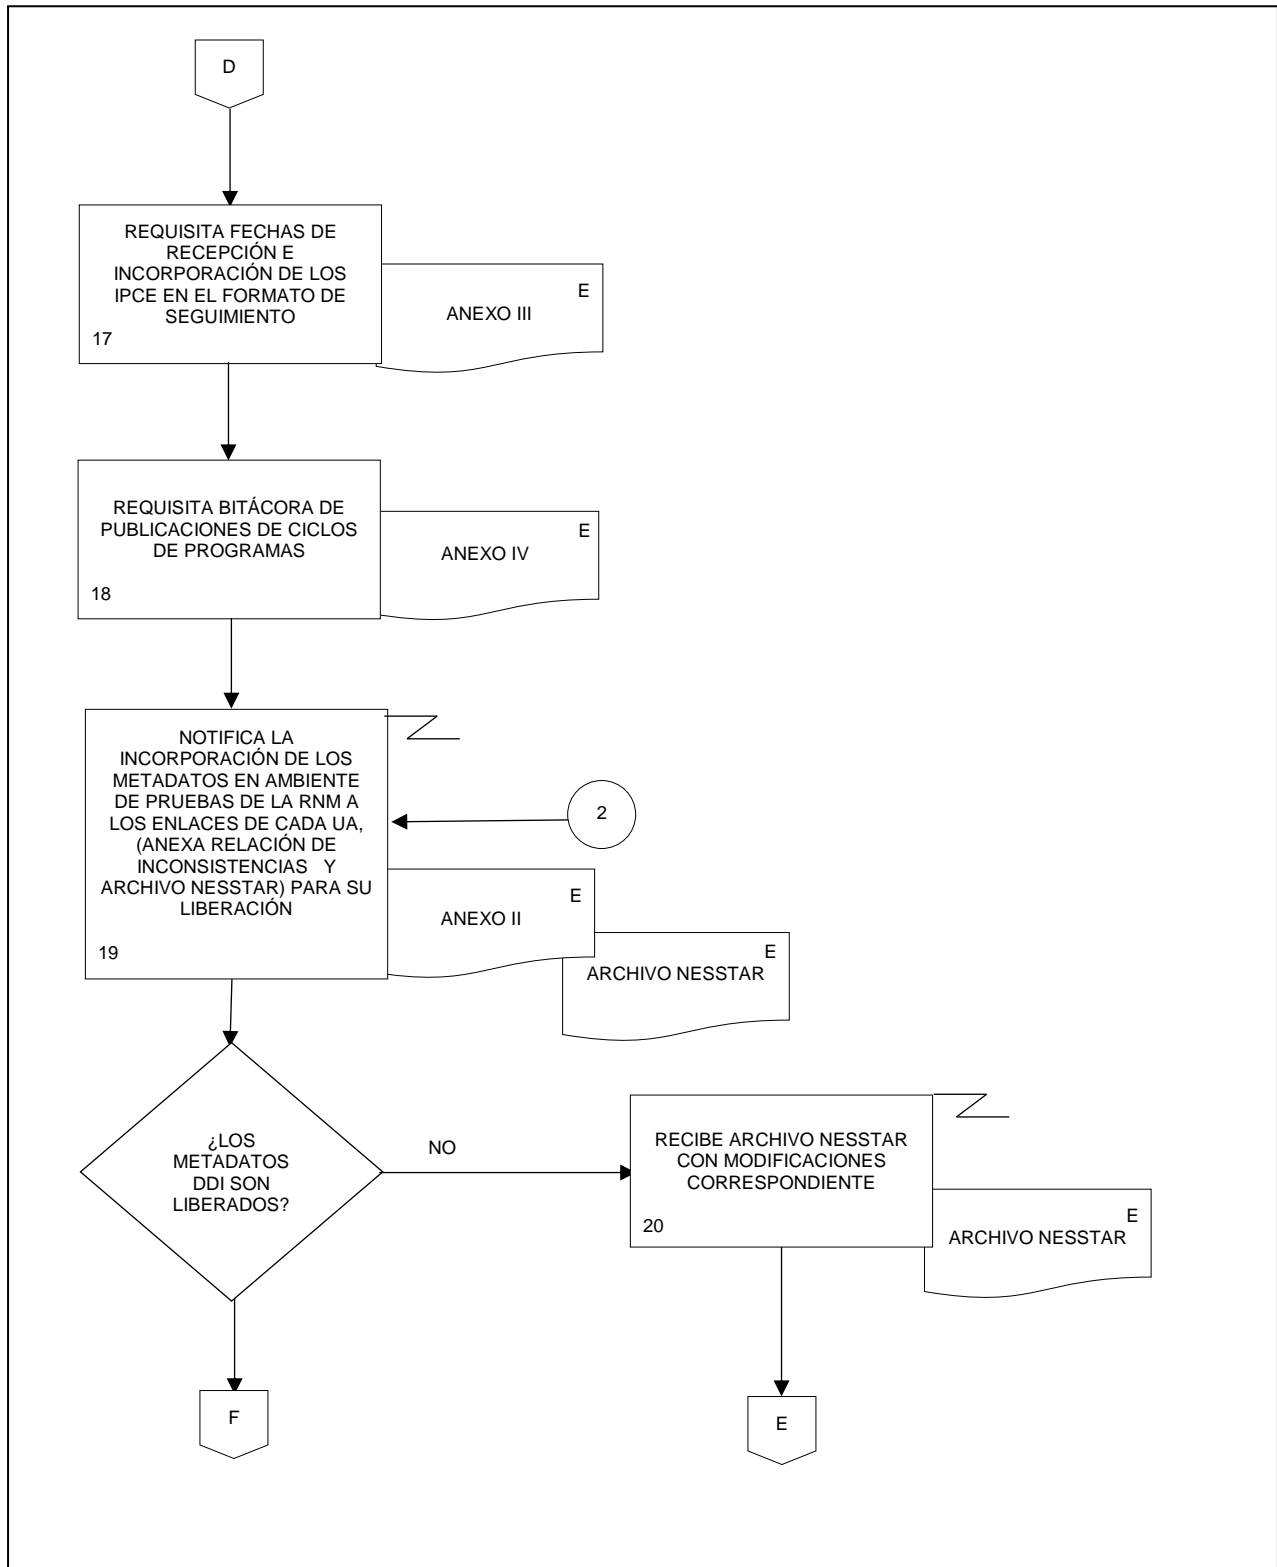 D
REQUISITA FECHAS DE
RECEPCIÓN E
INCORPORACIÓN DE LOS
IPCE EN EL FORMATO DE
SEGUIMIENTO
17
E
ANEXO III
REQUISITA BITÁCORA DE
PUBLICACIONES DE CICLOS
DE PROGRAMAS
18
E
ANEXO IV
NOTIFICA LA
INCORPORACIÓN DE LOS
METADATOS EN AMBIENTE
DE PRUEBAS DE LA RNM A
LOS ENLACES DE CADA UA,
(ANEXA RELACIÓN DE
INCONSISTENCIAS Y
ARCHIVO NESSTAR) PARA SU
LIBERACIÓN
19
2
E
ANEXO II
E
ARCHIVO NESSTAR
¿LOS
METADATOS
DDI SON
LIBERADOS?
NO
RECIBE ARCHIVO NESSTAR
CON MODIFICACIONES
CORRESPONDIENTE
20
E
ARCHIVO NESSTAR
F
E